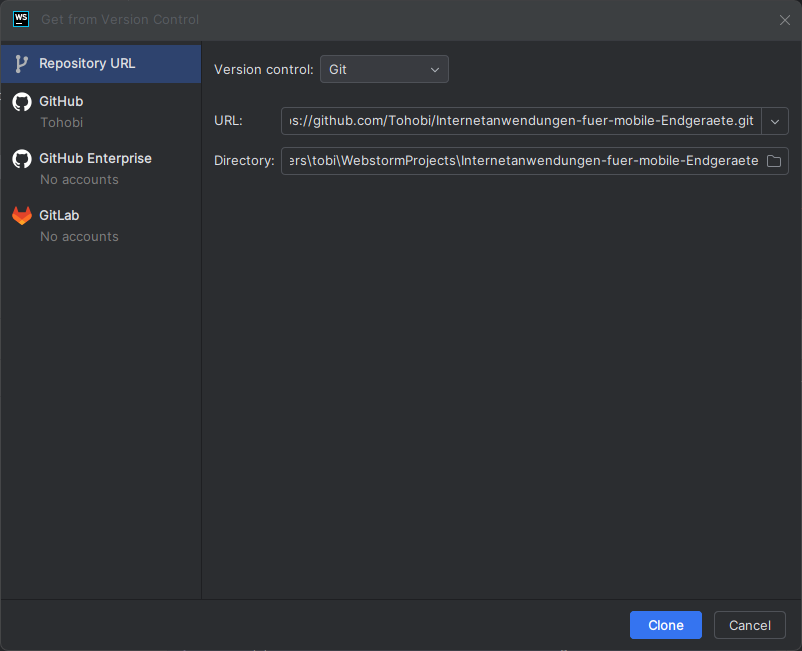 WS
Get from Version Control
Repository URL
GitHub
Tohobi
GitHub Enterprise
No accounts
GitLab
No accounts
Version control: Git
URL: s://github.com/Tohobi/Internetanwendungen-fuer-mobile-Endgeraete.git
Directory: ers\tobi\WebstormProjects\Internetanwendungen-fuer-mobile-Endgeraete
Clone
Cancel